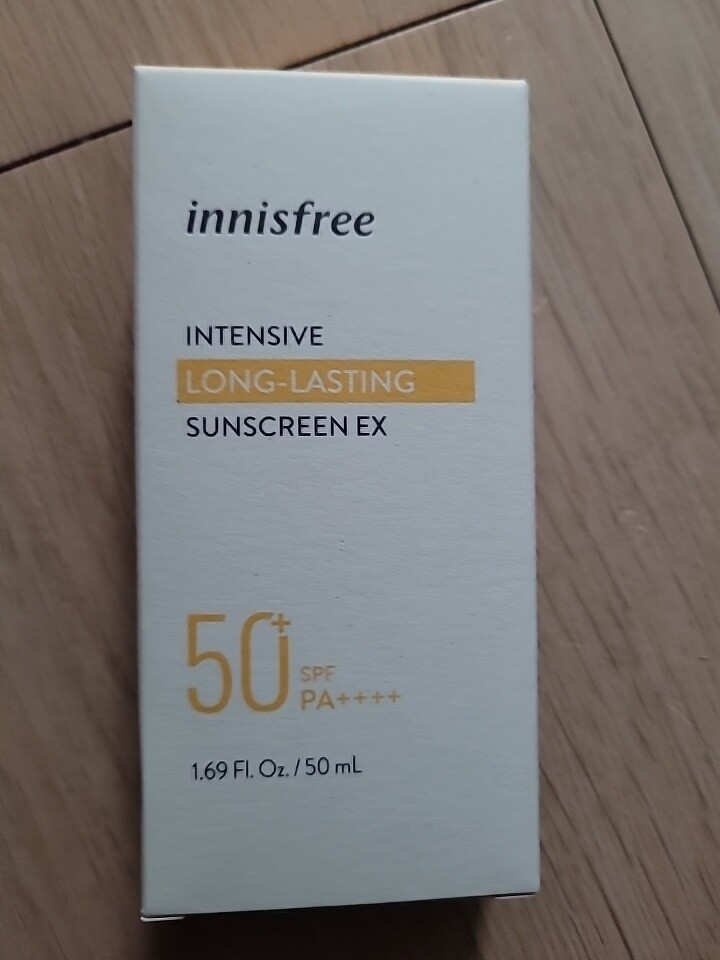 innisfree
INTENSIVE
LONG-LASTING
SUNSCREEN EX
50+
SPF
PA++++
1.69 Fl. Oz. / 50 mL